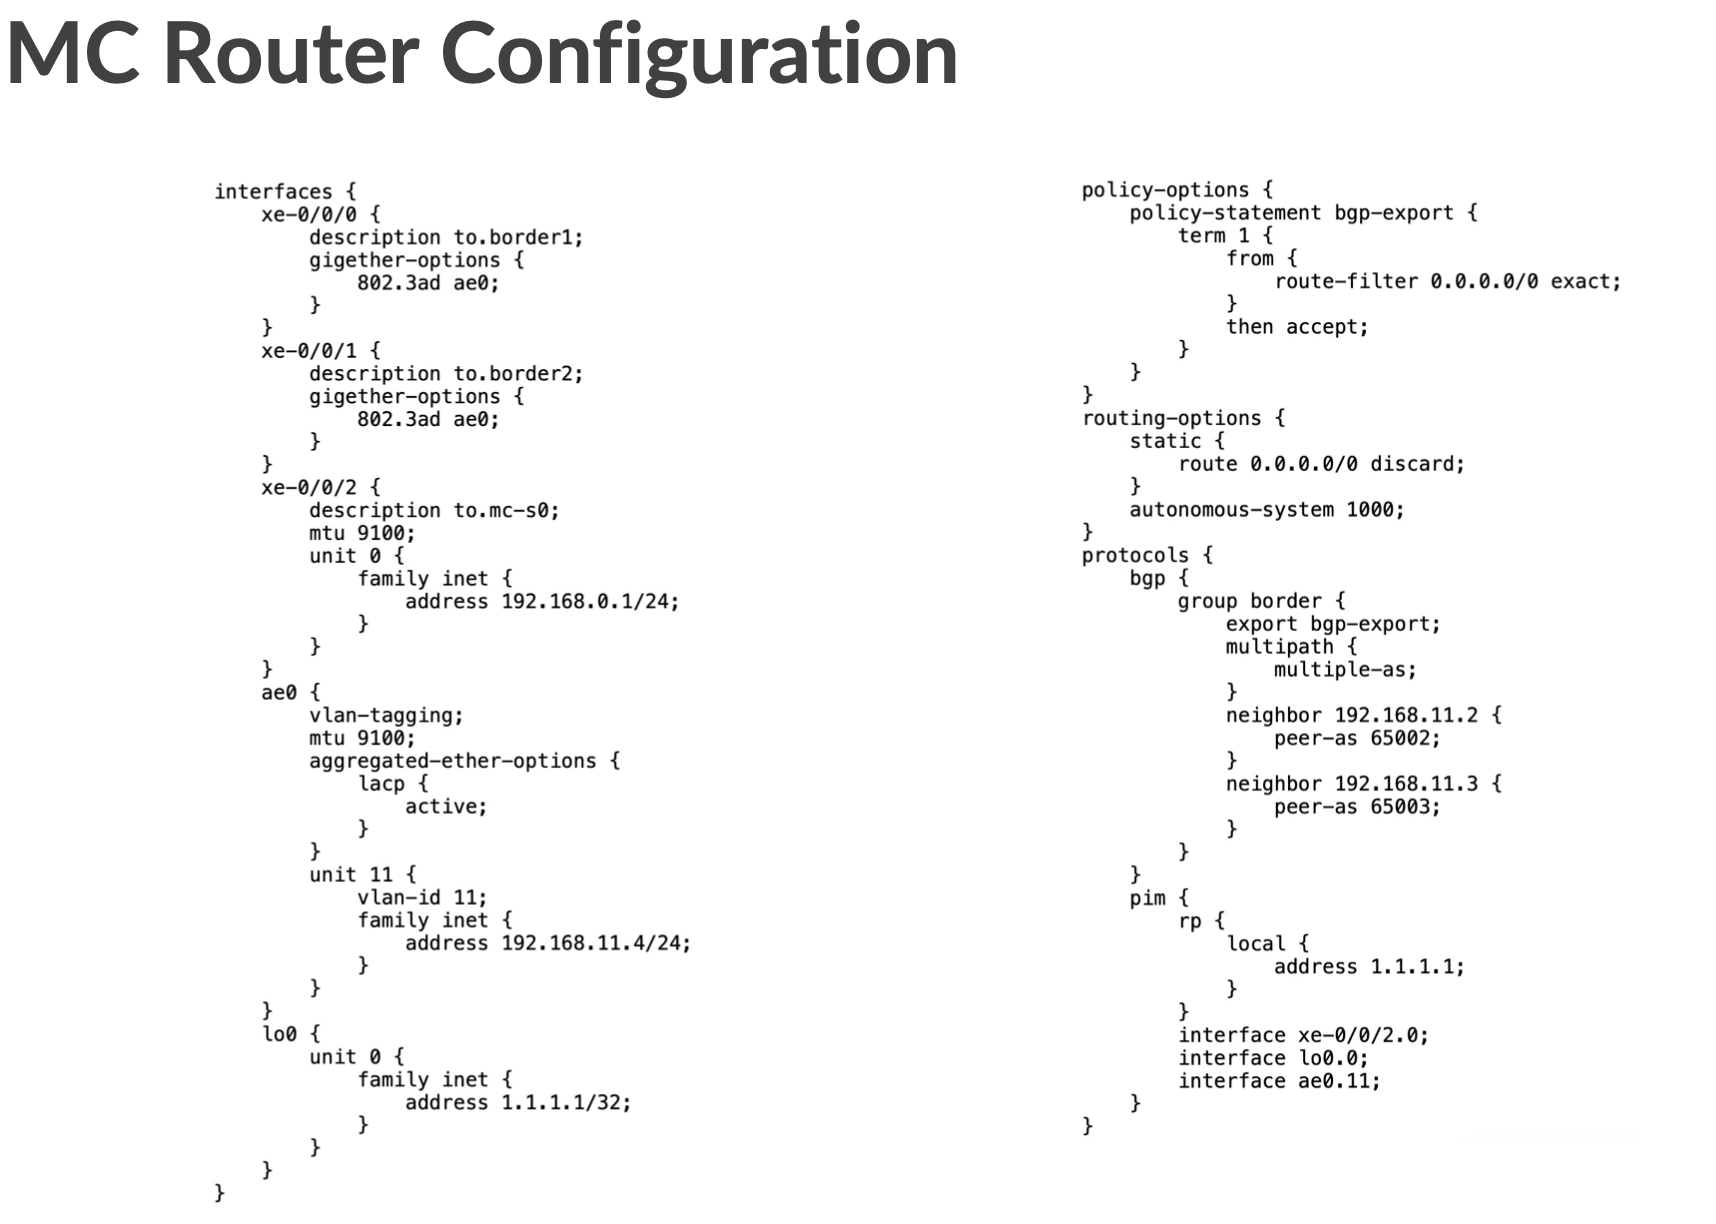 MC Router Configuration
interfaces {
    xe-0/0/0 {
        description to.border1;
        gigether-options {
            802.3ad ae0;
        }
    }
    xe-0/0/1 {
        description to.border2;
        gigether-options {
            802.3ad ae0;
        }
    }
    xe-0/0/2 {
        description to.mc-s0;
        mtu 9100;
        unit 0 {
            family inet {
                address 192.168.0.1/24;
            }
        }
    }
    ae0 {
        vlan-tagging;
        mtu 9100;
        aggregated-ether-options {
            lacp {
                active;
            }
        }
        unit 11 {
            vlan-id 11;
            family inet {
                address 192.168.11.4/24;
            }
        }
    }
    lo0 {
        unit 0 {
            family inet {
                address 1.1.1.1/32;
            }
        }
    }
}
policy-options {
    policy-statement bgp-export {
        term 1 {
            from {
                route-filter 0.0.0.0/0 exact;
            }
            then accept;
        }
    }
}
routing-options {
    static {
        route 0.0.0.0/0 discard;
    }
    autonomous-system 1000;
}
protocols {
    bgp {
        group border {
            export bgp-export;
            multipath {
                multiple-as;
            }
            neighbor 192.168.11.2 {
                peer-as 65002;
            }
            neighbor 192.168.11.3 {
                peer-as 65003;
            }
        }
    }
    pim {
        rp {
            local {
                address 1.1.1.1;
            }
        }
        interface xe-0/0/2.0;
        interface lo0.0;
        interface ae0.11;
    }
}